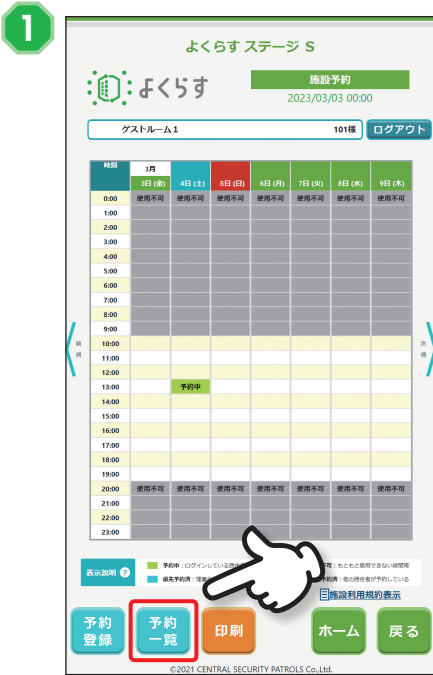 1
よくらす ステージ S
よくらす
施設予約
2023/03/03 00:00
ゲストルーム1 101様 ログアウト
時刻 3月
3日 (金) 4日 (土) 5日 (日) 6日 (月) 7日 (火) 8日 (水) 9日 (木)
0:00 使用不可 使用不可 使用不可 使用不可 使用不可 使用不可 使用不可
1:00
2:00
3:00
4:00
5:00
6:00
7:00
8:00
9:00
前週 10:00 次週
11:00
12:00
13:00 予約中
14:00
15:00
16:00
17:00
18:00
19:00
20:00 使用不可 使用不可 使用不可 使用不可 使用不可 使用不可 使用不可
21:00
22:00
23:00
表示説明 ?
予約中：ログインしている居住 可：もともと使用できない時間帯
優先予約済：理事 約済：他の居住者が予約している
施設利用規約表示
予約登録 予約一覧 印刷 ホーム 戻る
©2021 CENTRAL SECURITY PATROLS Co.,Ltd.